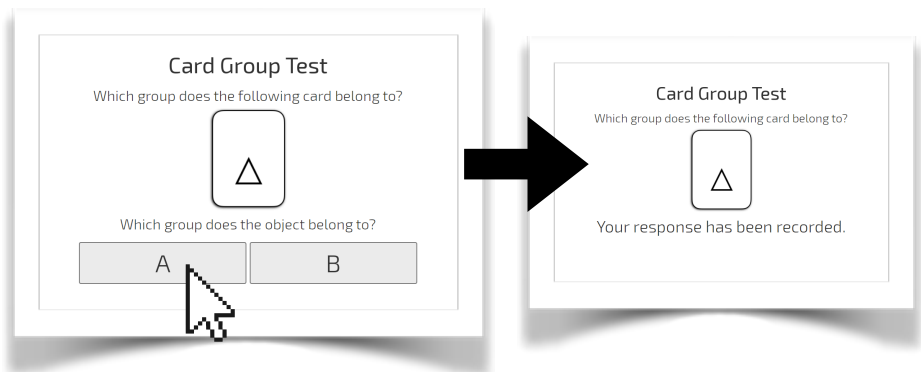 Card Group Test
Which group does the following card belong to?
Which group does the object belong to?
A
B
Card Group Test
Which group does the following card belong to?
Your response has been recorded.